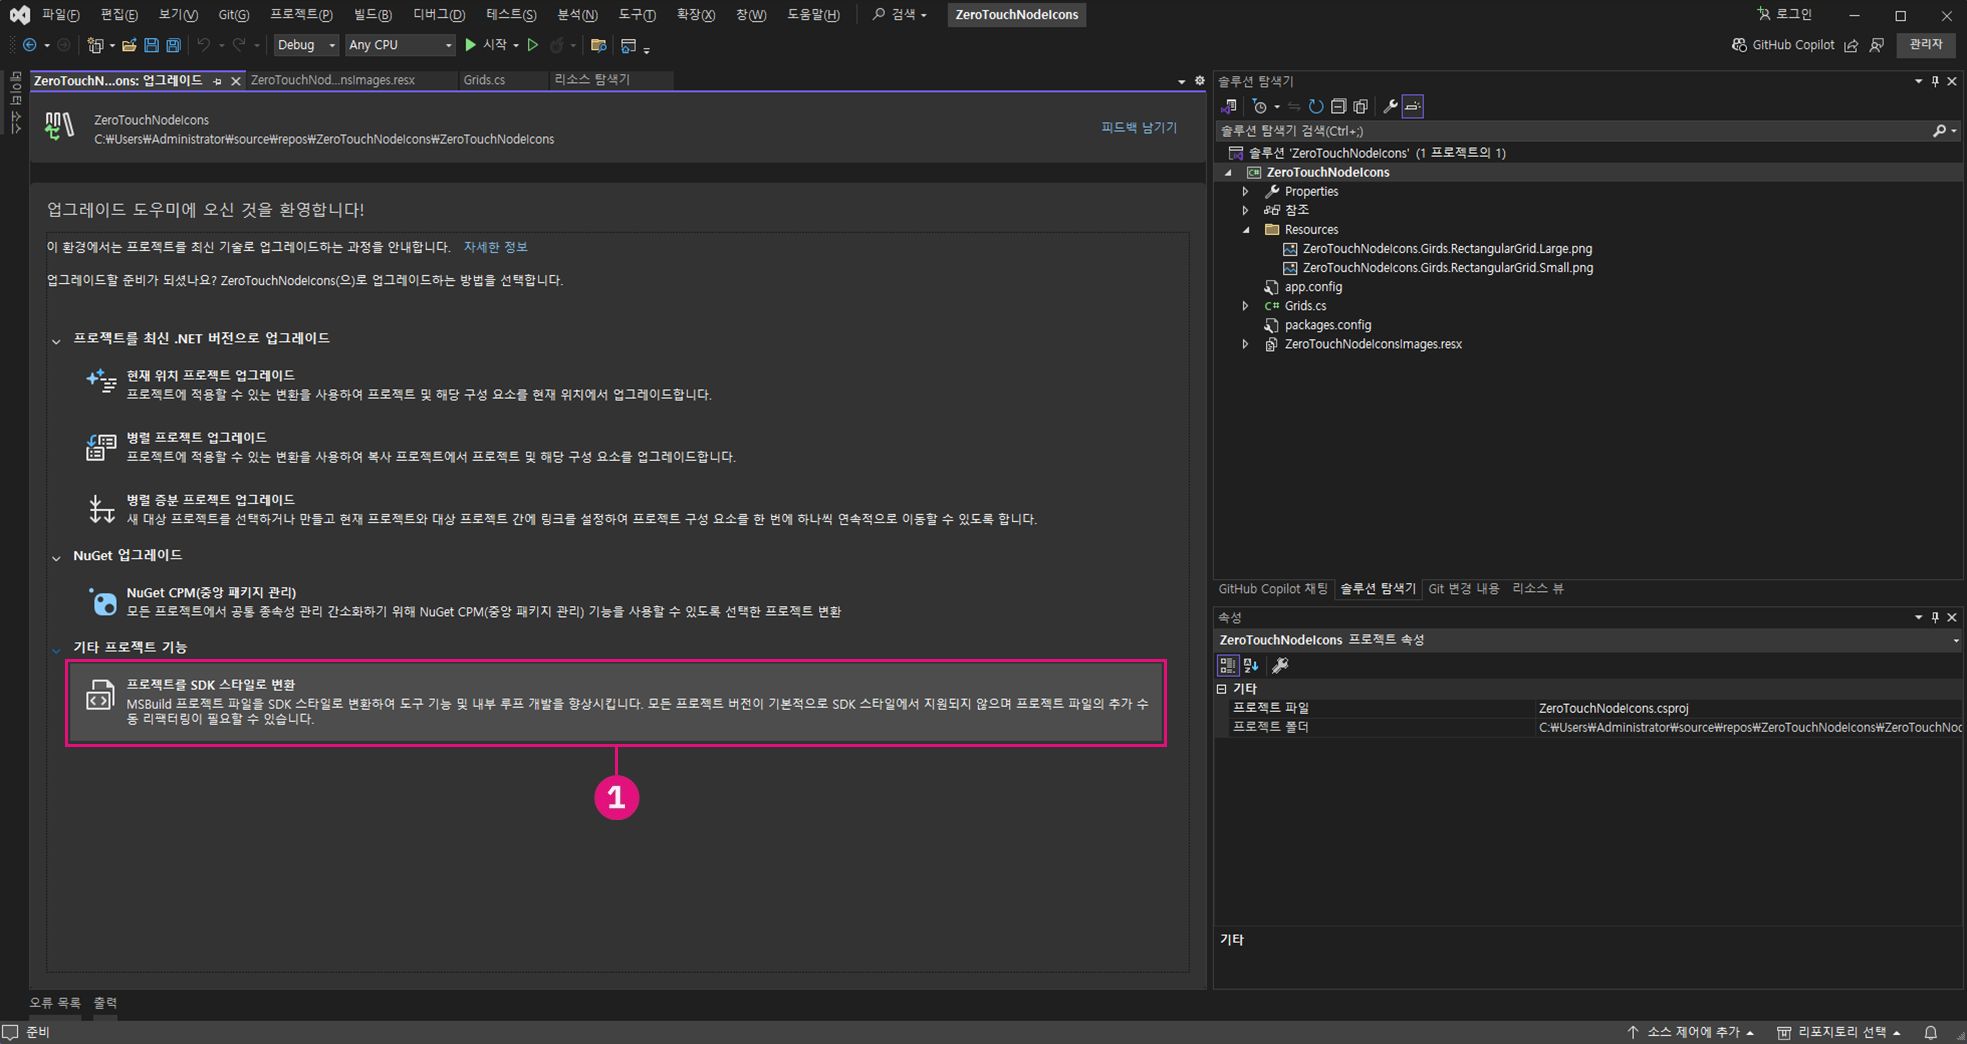 파일(F) 편집(E) 보기(V) Git(G) 프로젝트(P) 빌드(B) 디버그(D) 테스트(S) 분석(N) 도구(T) 확장(X) 창(W) 도움말(H) 검색 ZeroTouchNodeIcons 로그인
Debug Any CPU 시작 GitHub Copilot 관리자
데이터 소스
ZeroTouchN...ons: 업그레이드 ZeroTouchNod...nsImages.resx Grids.cs 리소스 탐색기
ZeroTouchNodeIcons
C:₩Users₩Administrator₩source₩repos₩ZeroTouchNodeIcons₩ZeroTouchNodeIcons
피드백 남기기
업그레이드 도우미에 오신 것을 환영합니다!
이 환경에서는 프로젝트를 최신 기술로 업그레이드하는 과정을 안내합니다. 자세한 정보
업그레이드할 준비가 되셨나요? ZeroTouchNodeIcons(으)로 업그레이드하는 방법을 선택합니다.
프로젝트를 최신 .NET 버전으로 업그레이드
현재 위치 프로젝트 업그레이드
프로젝트에 적용할 수 있는 변환을 사용하여 프로젝트 및 해당 구성 요소를 현재 위치에서 업그레이드합니다.
병렬 프로젝트 업그레이드
프로젝트에 적용할 수 있는 변환을 사용하여 복사 프로젝트에서 프로젝트 및 해당 구성 요소를 업그레이드합니다.
병렬 증분 프로젝트 업그레이드
새 대상 프로젝트를 선택하거나 만들고 현재 프로젝트와 대상 프로젝트 간에 링크를 설정하여 프로젝트 구성 요소를 한 번에 하나씩 연속적으로 이동할 수 있도록 합니다.
NuGet 업그레이드
NuGet CPM(중앙 패키지 관리)
모든 프로젝트에서 공통 종속성 관리 간소화하기 위해 NuGet CPM(중앙 패키지 관리) 기능을 사용할 수 있도록 선택한 프로젝트 변환
기타 프로젝트 기능
프로젝트를 SDK 스타일로 변환
MSBuild 프로젝트 파일을 SDK 스타일로 변환하여 도구 기능 및 내부 루프 개발을 향상시킵니다. 모든 프로젝트 버전이 기본적으로 SDK 스타일에서 지원되지 않으며 프로젝트 파일의 추가 수
동 리팩터링이 필요할 수 있습니다.
1
솔루션 탐색기
솔루션 탐색기 검색(Ctrl+;)
솔루션 'ZeroTouchNodeIcons' (1 프로젝트의 1)
ZeroTouchNodeIcons
Properties
참조
Resources
ZeroTouchNodeIcons.Girds.RectangularGrid.Large.png
ZeroTouchNodeIcons.Girds.RectangularGrid.Small.png
app.config
Grids.cs
packages.config
ZeroTouchNodeIconsImages.resx
GitHub Copilot 채팅 솔루션 탐색기 Git 변경 내용 리소스 뷰
속성
ZeroTouchNodeIcons 프로젝트 속성
기타
프로젝트 파일 ZeroTouchNodeIcons.csproj
프로젝트 폴더 C:₩Users₩Administrator₩source₩repos₩ZeroTouchNodeIcons₩ZeroTouchNod
기타
오류 목록 출력
준비 소스 제어에 추가 리포지토리 선택